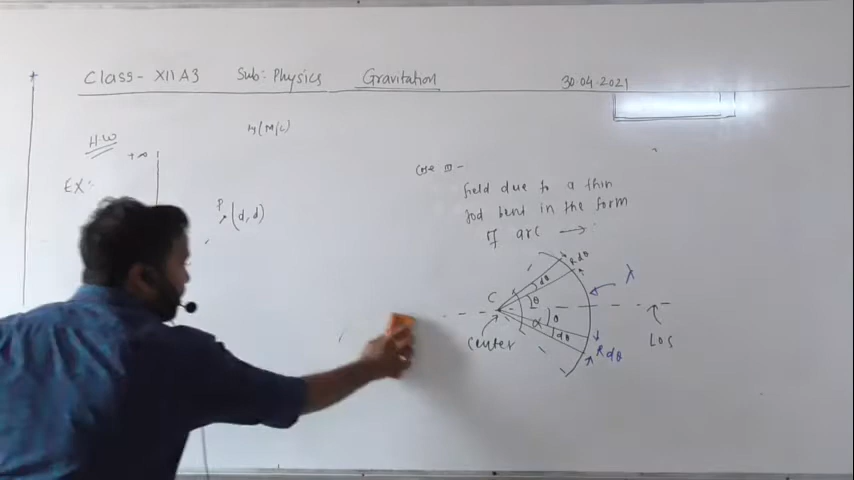 Class- XII A3 Sub: Physics Gravitation 30-04-2021
H.W
+∞
EX:-
P (d, d)
Case III -
field due to a thin
rod bent in the form
of arc →
R dθ
dθ
θ
λ
C
α θ
dθ
R dθ
Center
LOS